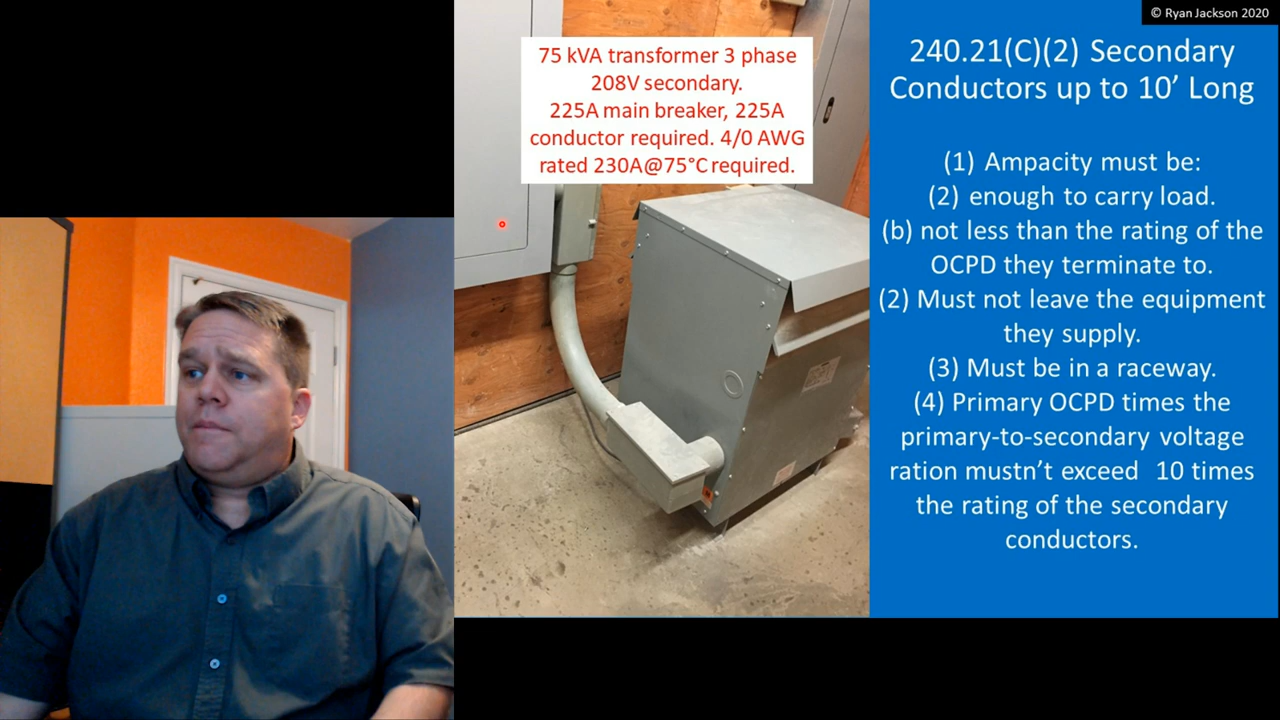 © Ryan Jackson 2020
75 kVA transformer 3 phase
208V secondary.
225A main breaker, 225A
conductor required. 4/0 AWG
rated 230A@75°C required.
240.21(C)(2) Secondary
Conductors up to 10’ Long
(1) Ampacity must be:
(2) enough to carry load.
(b) not less than the rating of the
OCPD they terminate to.
(2) Must not leave the equipment
they supply.
(3) Must be in a raceway.
(4) Primary OCPD times the
primary-to-secondary voltage
ration mustn’t exceed 10 times
the rating of the secondary
conductors.